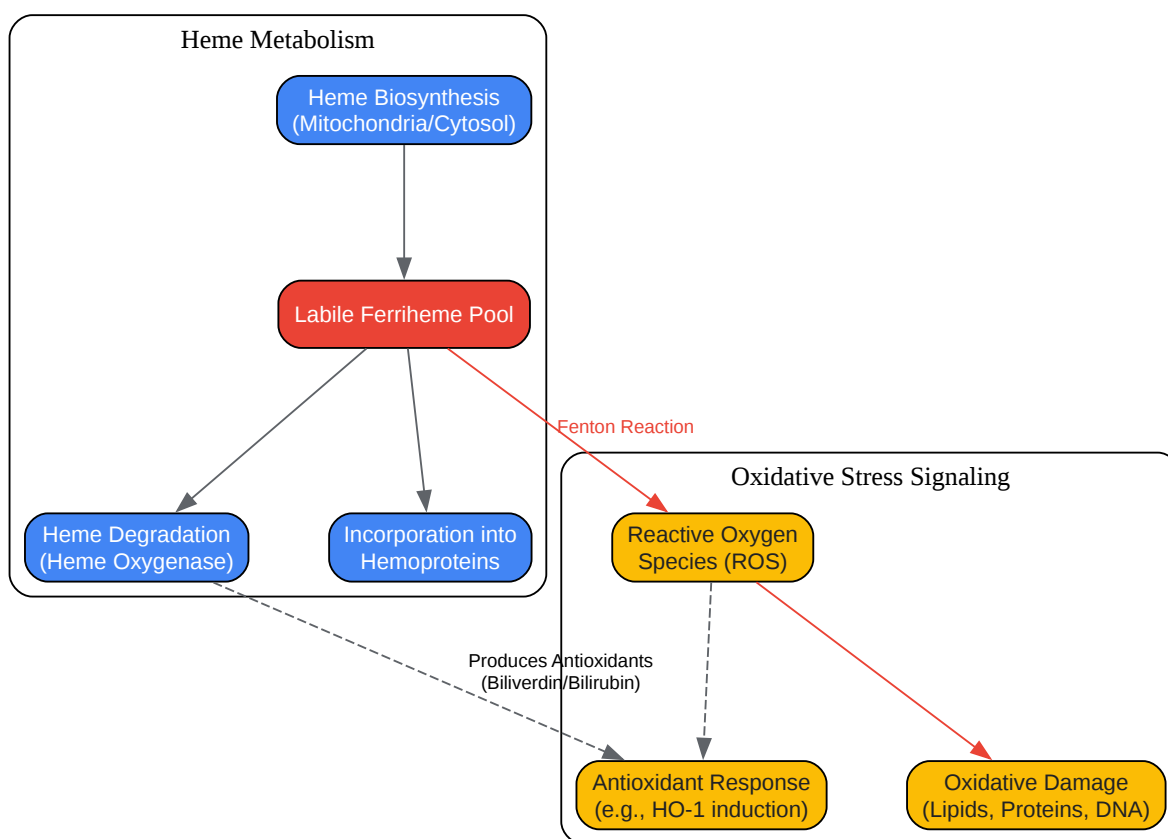 Heme Metabolism
Heme Biosynthesis
(Mitochondria/Cytosol)
Labile Ferriheme Pool
Fenton Reaction
Oxidative Stress Signaling
Heme Degradation
(Heme Oxygenase)
Incorporation into
Hemoproteins
Reactive Oxygen
Species (ROS)
Produces Antioxidants
(Biliverdin/Bilirubin)
Antioxidant Response
(e.g., HO-1 induction)
Oxidative Damage
(Lipids, Proteins, DNA)